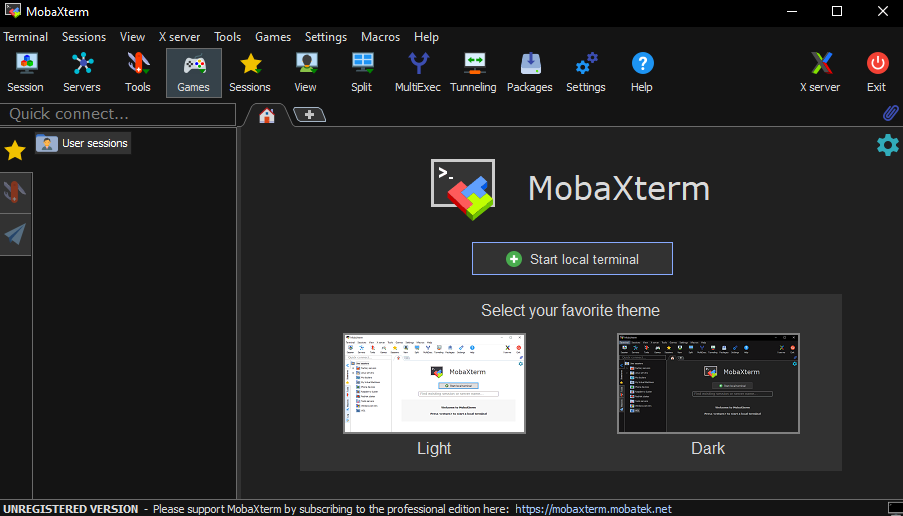 MobaXterm
Terminal Sessions View X server Tools Games Settings Macros Help
Session Servers Tools Games Sessions View Split MultiExec Tunneling Packages Settings Help X server Exit
Quick connect...
User sessions
>_
MobaXterm
Start local terminal
Select your favorite theme
MobaXterm
MobaXterm
Light Dark
UNREGISTERED VERSION - Please support MobaXterm by subscribing to the professional edition here: https://mobaxterm.mobatek.net